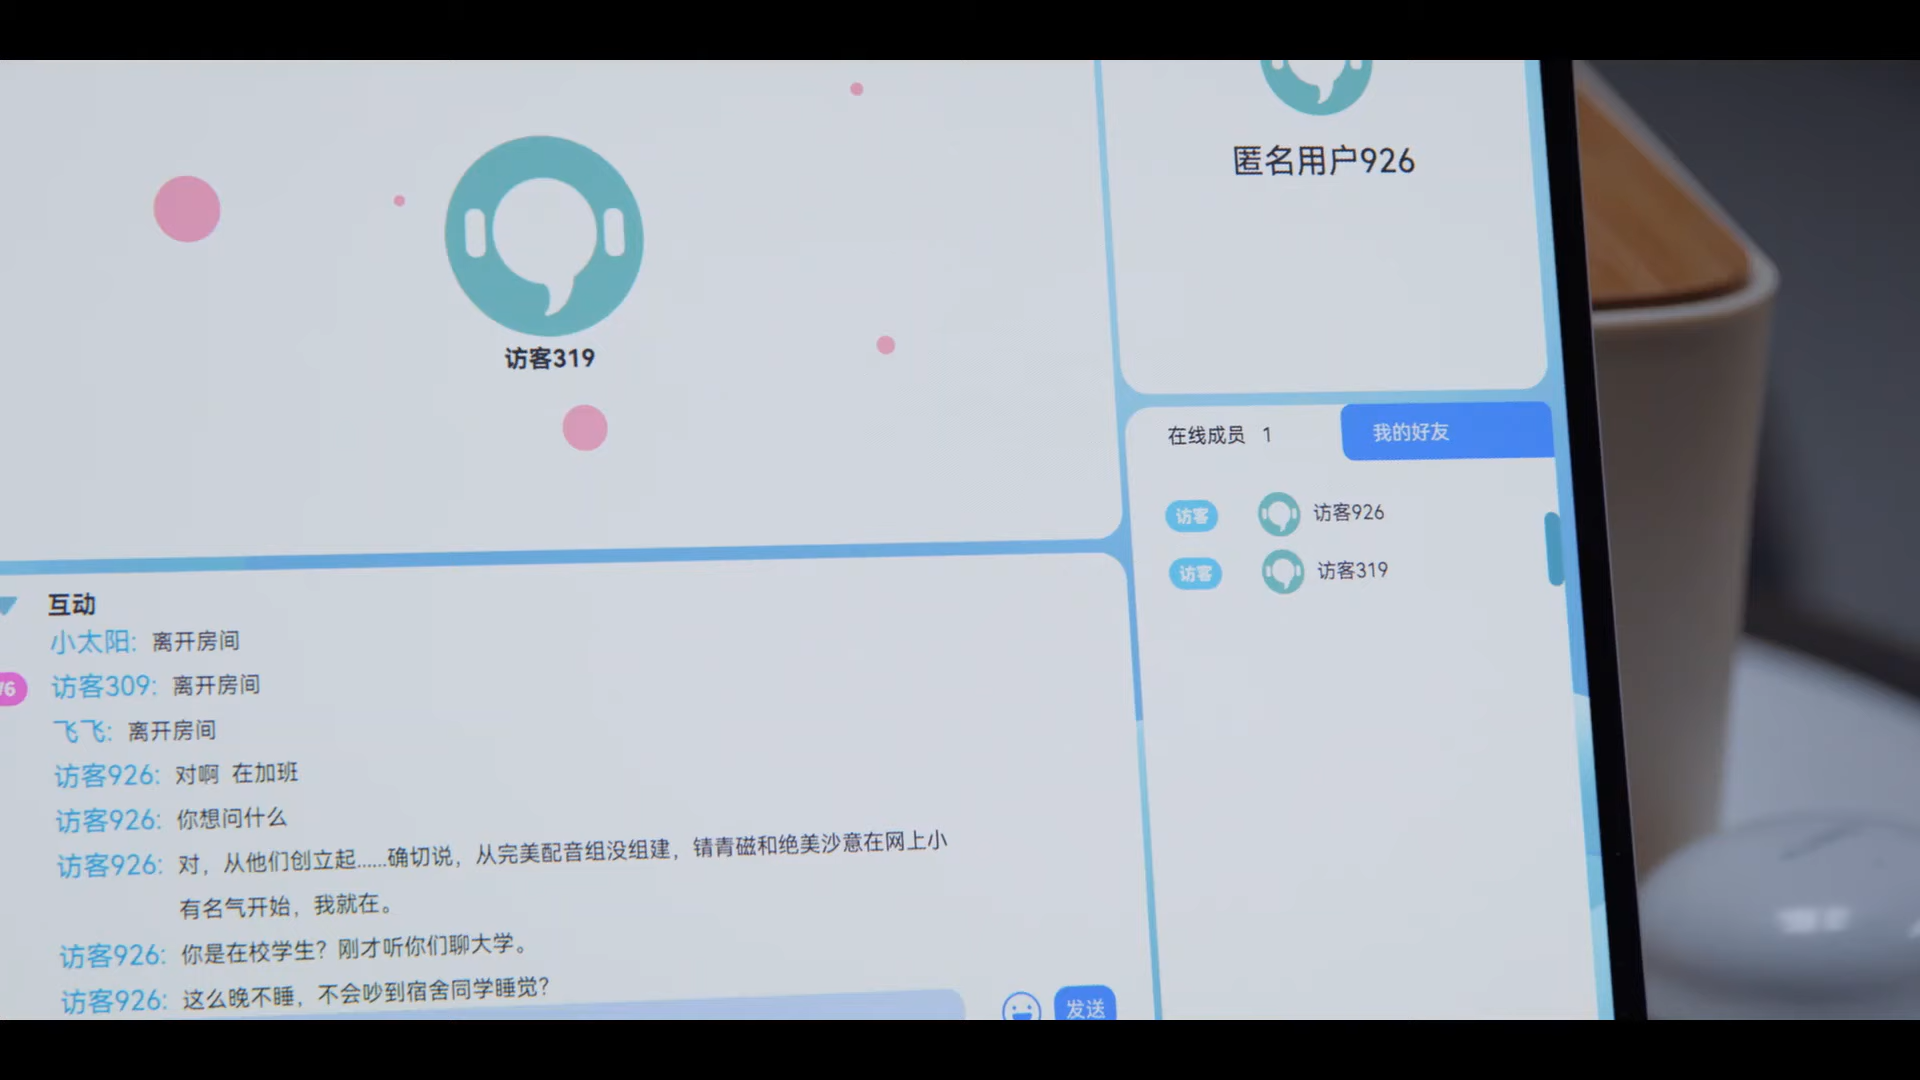 匿名用户926
访客319
在线成员 1
我的好友
访客 访客926
访客 访客319
互动
小太阳: 离开房间
/6
访客309: 离开房间
飞飞: 离开房间
访客926: 对啊 在加班
访客926: 你想问什么
访客926: 对，从他们创立起......确切说，从完美配音组没组建，锖青磁和绝美沙意在网上小
有名气开始，我就在。
访客926: 你是在校学生？刚才听你们聊大学。
访客926: 这么晚不睡，不会吵到宿舍同学睡觉？
发送